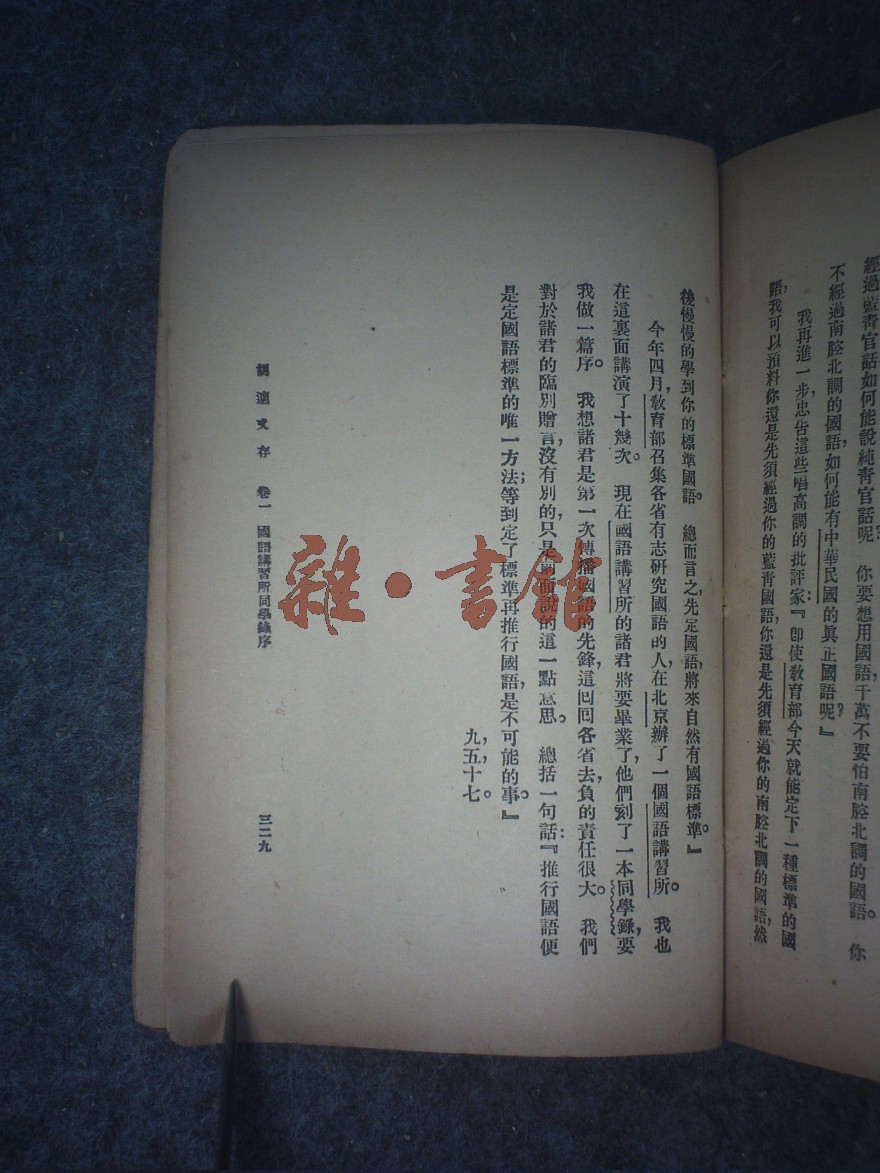 經過藍青官話如何能說純青官話呢?你要想用國語,千萬不要怕南腔北調的國語。你
不經過南腔北調的國語,如何能有中華民國的眞正國語呢?』
我再進一步忠告這些唱高調的批評家:『卽使教育部今天就能定下一種標準的國
語,我可以預料你還是先須經過你的藍青國語,你還是先須經過你的南腔北調的國語,然
後慢慢的學到你的標準國語。總而言之,先定國語,將來自然有國語標準。』
今年四月,教育部召集各省有志硏究國語的人,在北京辦了一個國語講習所。我也
在這裏面講演了十幾次。現在國語講習所的諸君將要畢業了,他們刻了一本同學錄,要
我做一篇序。我想諸君是第一次傳播國語的先鋒,這回回各省去,負的責任很大。我們
對於諸君的臨別贈言,沒有別的,只是前面說的這一點意思。總括一句話:『推行國語便
是定國語標準的唯一方法;等到定了標準再推行國語,是不可能的事。』
九,五,十七。
胡適文存 卷一 國語講習所同學錄序
三二九
雜·書館